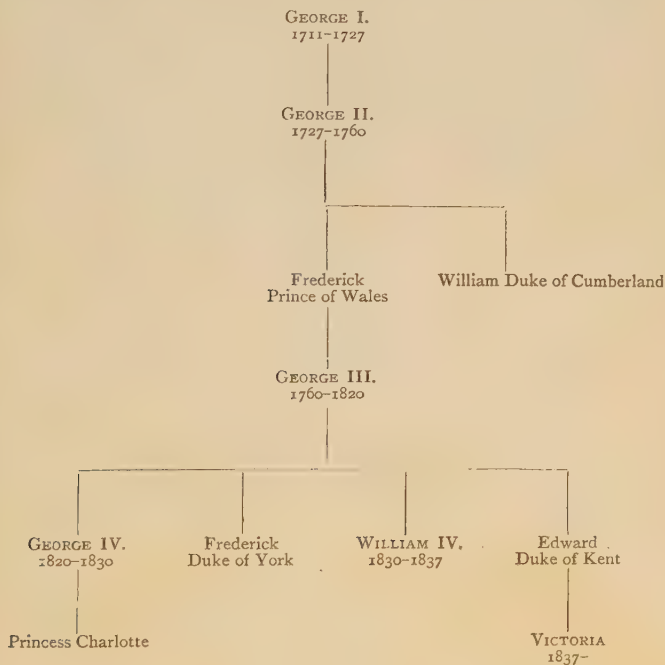 GEORGE I.
1711-1727
GEORGE II.
1727-1760
Frederick
Prince of Wales
William Duke of Cumberland
GEORGE III.
1760-1820
GEORGE IV.
1820-1830
Frederick
Duke of York
WILLIAM IV.
1830-1837
Edward
Duke of Kent
Princess Charlotte
VICTORIA
1837-